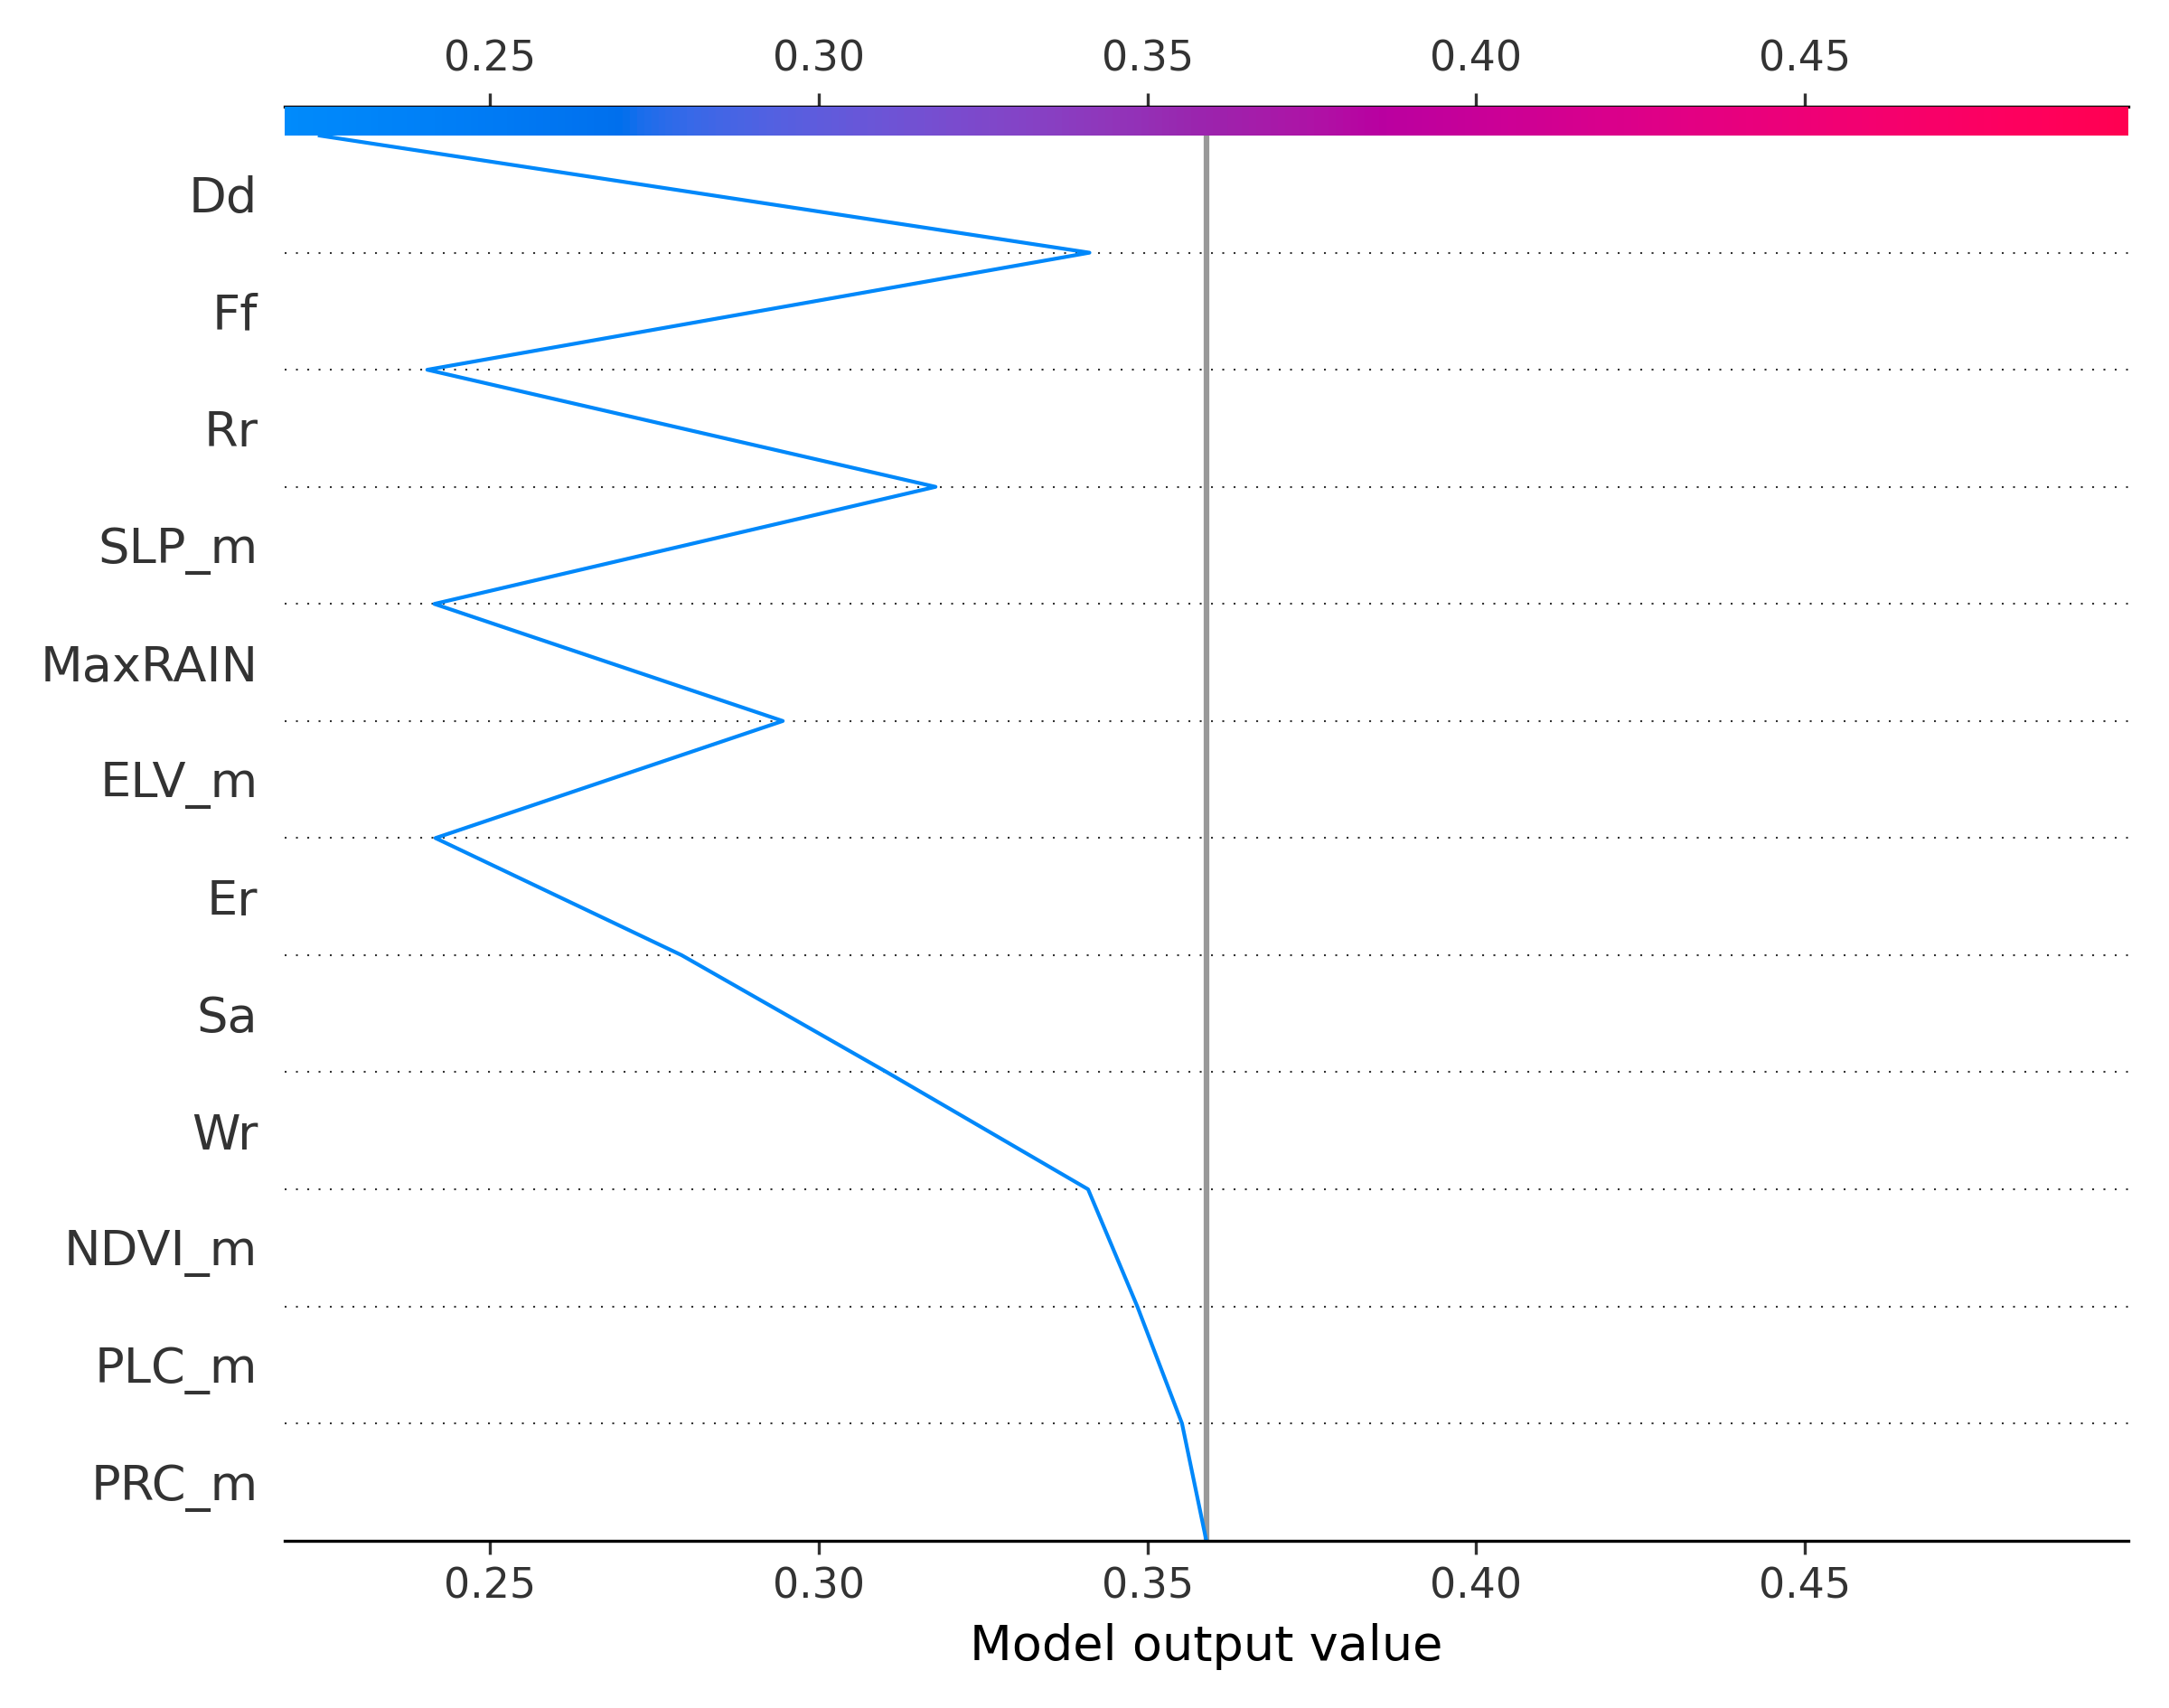 0.25 0.30 0.35 0.40 0.45
Dd
Ff
Rr
SLP_m
MaxRAIN
ELV_m
Er
Sa
Wr
NDVI_m
PLC_m
PRC_m
0.25 0.30 0.35 0.40 0.45
Model output value